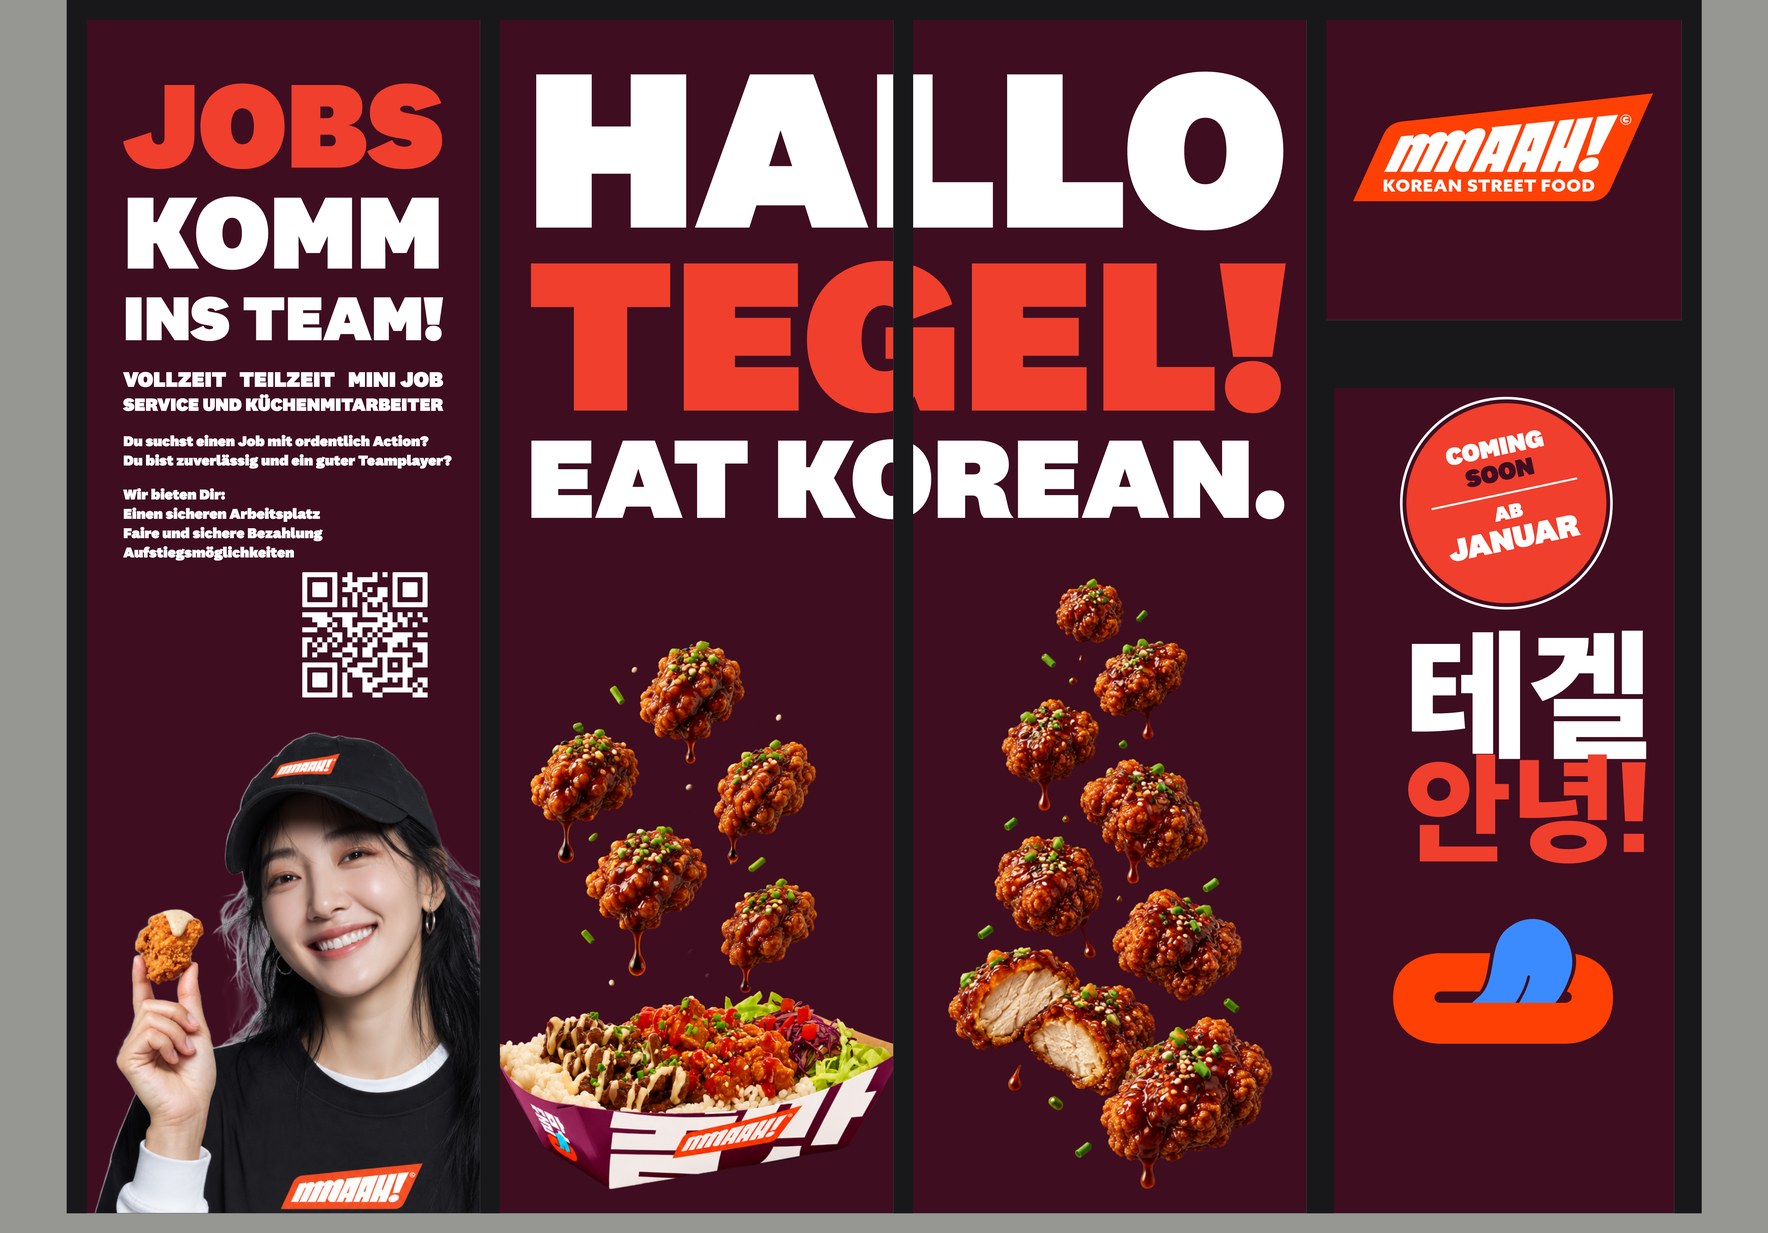 JOBS
KOMM
INS TEAM!
VOLLZEIT TEILZEIT MINI JOB
SERVICE UND KÜCHENMITARBEITER
Du suchst einen Job mit ordentlich Action?
Du bist zuverlässig und ein guter Teamplayer?
Wir bieten Dir:
Einen sicheren Arbeitsplatz
Faire und sichere Bezahlung
Aufstiegsmöglichkeiten
MMAAH!
MMAAH!
HALLO
TEGEL!
EAT KOREAN.
MMAAH!
MMAAH!©
KOREAN STREET FOOD
COMING
SOON
AB
JANUAR
테겔
안녕!